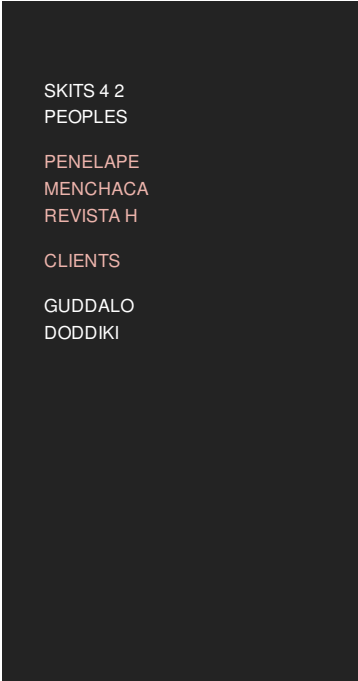 SKITS 4 2
PEOPLES
PENELAPE
MENCHACA
REVISTA H
CLIENTS
GUDDALO
DODDIKI